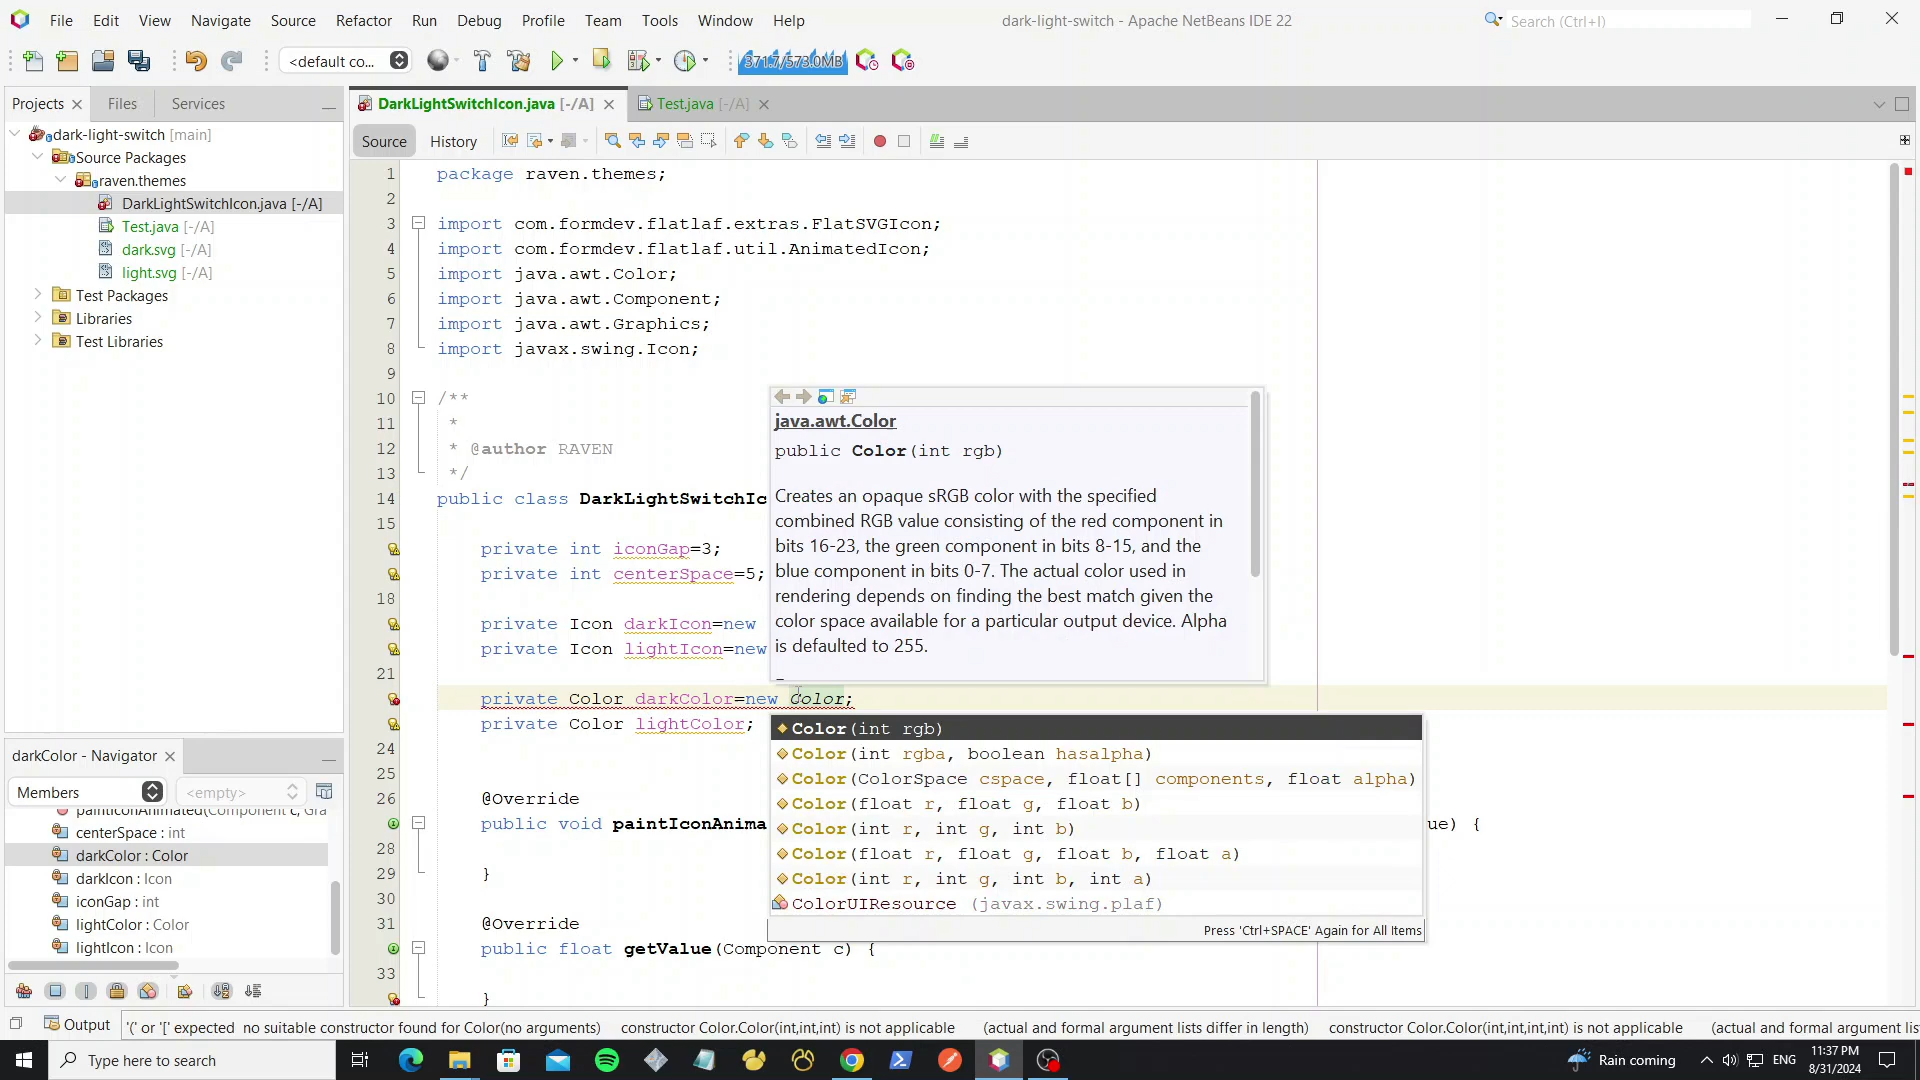 File Edit View Navigate Source Refactor Run Debug Profile Team Tools Window Help
dark-light-switch - Apache NetBeans IDE 22
Search (Ctrl+I)
<default co...
371.7/573.0MB
Projects Files Services
DarkLightSwitchIcon.java [-/A] Test.java [-/A]
dark-light-switch [main]
Source Packages
raven.themes
DarkLightSwitchIcon.java [-/A]
Test.java [-/A]
dark.svg [-/A]
light.svg [-/A]
Test Packages
Libraries
Test Libraries
Source History
1 package raven.themes;
2
3 import com.formdev.flatlaf.extras.FlatSVGIcon;
4 import com.formdev.flatlaf.util.AnimatedIcon;
5 import java.awt.Color;
6 import java.awt.Component;
7 import java.awt.Graphics;
8 import javax.swing.Icon;
9
10 /**
11 *
12 * @author RAVEN
13 */
14 public class DarkLightSwitchIc
15
private int iconGap=3;
private int centerSpace=5;
18
private Icon darkIcon=new
private Icon lightIcon=new
21
private Color darkColor=new Color;
private Color lightColor;
24
25
26 @Override
public void paintIconAnima ue) {
28
29 }
30
31 @Override
public float getValue(Component c) {
33
}
java.awt.Color
public Color(int rgb)
Creates an opaque sRGB color with the specified
combined RGB value consisting of the red component in
bits 16-23, the green component in bits 8-15, and the
blue component in bits 0-7. The actual color used in
rendering depends on finding the best match given the
color space available for a particular output device. Alpha
is defaulted to 255.
Color(int rgb)
Color(int rgba, boolean hasalpha)
Color(ColorSpace cspace, float[] components, float alpha)
Color(float r, float g, float b)
Color(int r, int g, int b)
Color(float r, float g, float b, float a)
Color(int r, int g, int b, int a)
ColorUIResource (javax.swing.plaf)
Press 'Ctrl+SPACE' Again for All Items
darkColor - Navigator
Members <empty>
paintIconAnimated(Component c, Gra
centerSpace : int
darkColor : Color
darkIcon : Icon
iconGap : int
lightColor : Color
lightIcon : Icon
Output
'(' or '[' expected no suitable constructor found for Color(no arguments) constructor Color.Color(int,int,int) is not applicable (actual and formal argument lists differ in length) constructor Color.Color(int,int,int,int) is not applicable (actual and formal argument lis
Type here to search
Rain coming
ENG
11:37 PM
8/31/2024